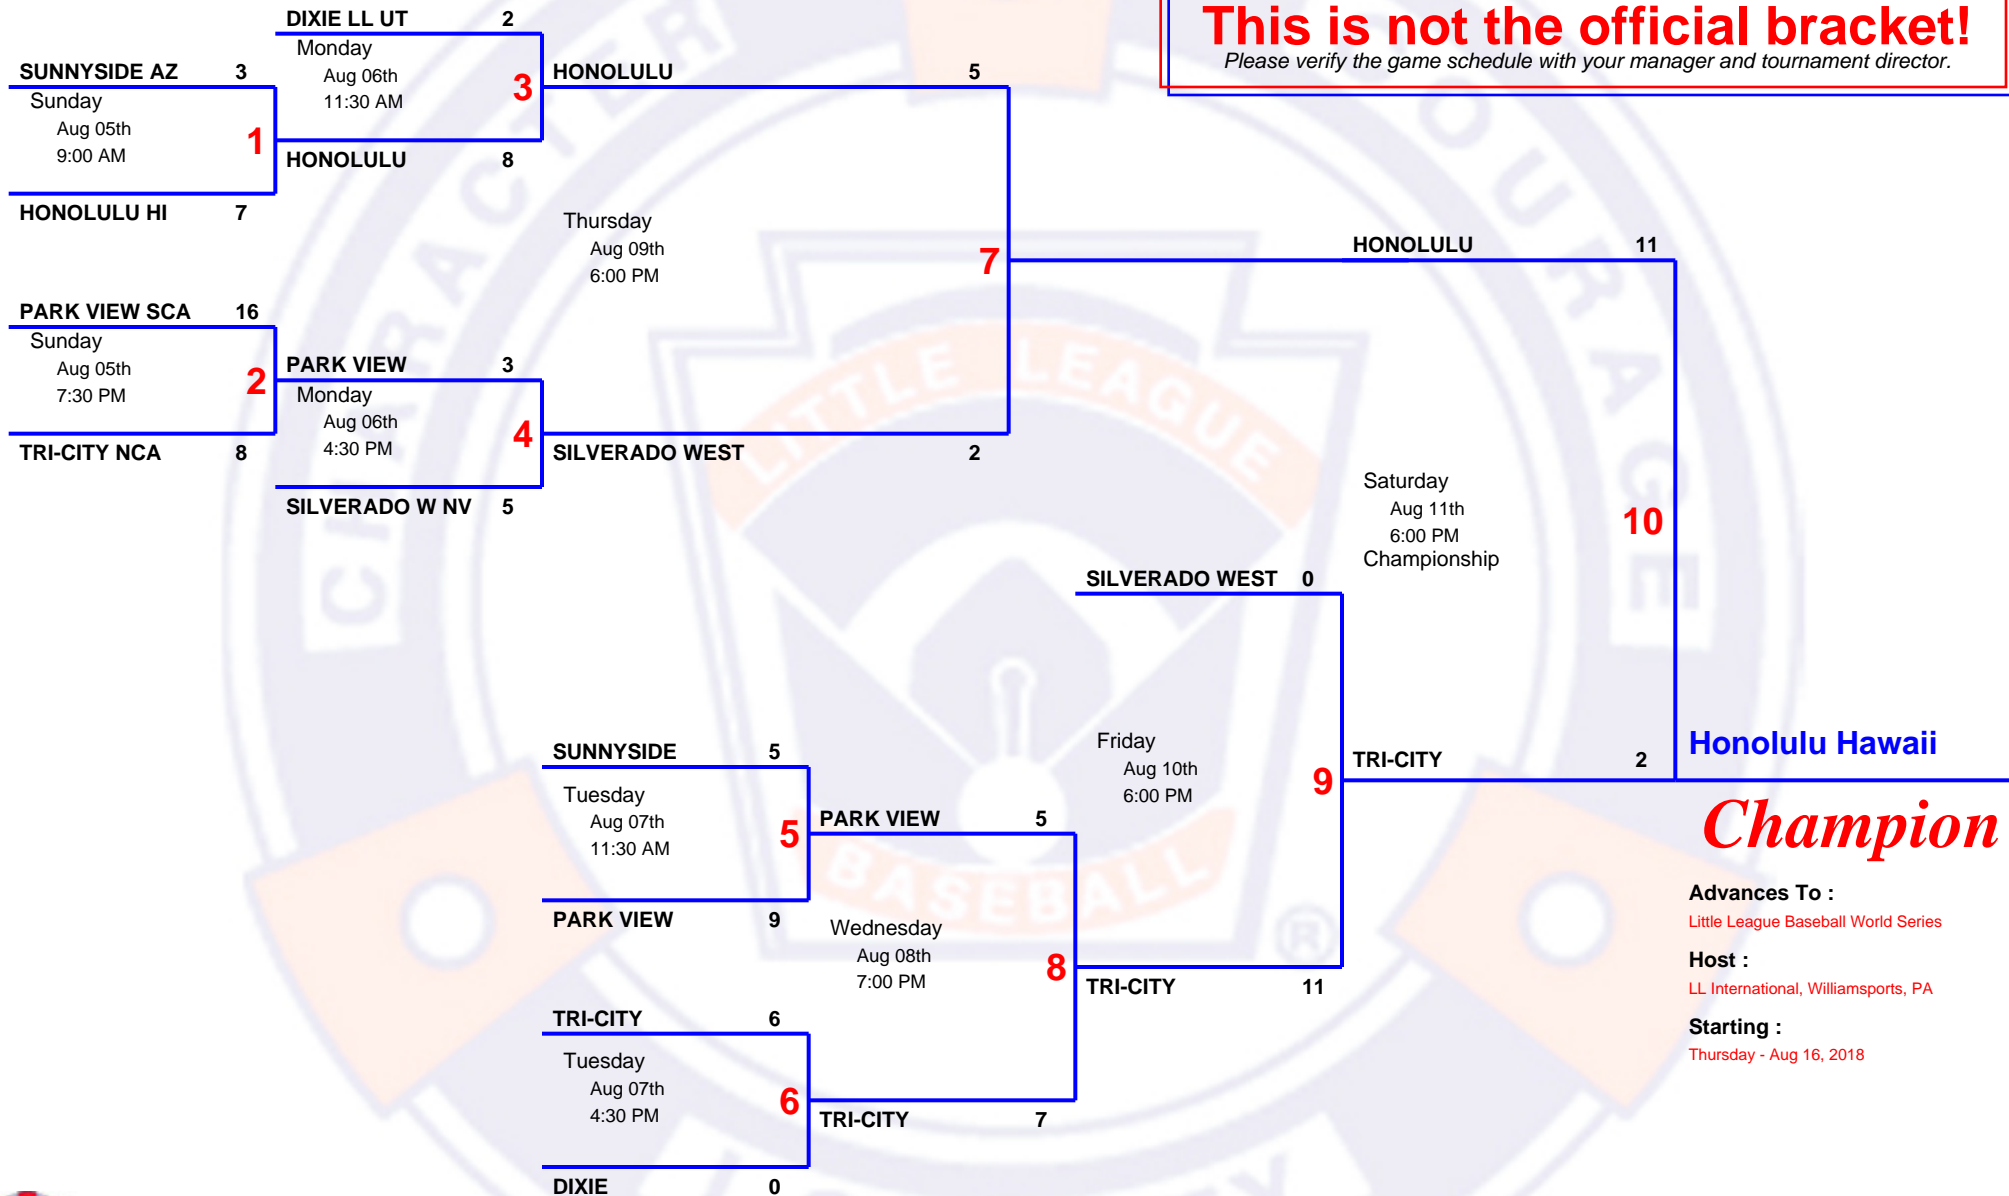 This is not the official bracket!
Please verify the game schedule with your manager and tournament director.
DIXIE LL UT 2
Monday
Aug 06th
11:30 AM
3
HONOLULU 8
SUNNYSIDE AZ 3
Sunday
Aug 05th
9:00 AM
1
HONOLULU HI 7
HONOLULU 5
Thursday
Aug 09th
6:00 PM
7
SILVERADO WEST 2
PARK VIEW SCA 16
Sunday
Aug 05th
7:30 PM
2
TRI-CITY NCA 8
PARK VIEW 3
Monday
Aug 06th
4:30 PM
4
SILVERADO W NV 5
HONOLULU 11
Saturday
Aug 11th
6:00 PM
Championship
10
TRI-CITY 2
SILVERADO WEST 0
Friday
Aug 10th
6:00 PM
9
TRI-CITY 11
SUNNYSIDE 5
Tuesday
Aug 07th
11:30 AM
5
PARK VIEW 9
PARK VIEW 5
Wednesday
Aug 08th
7:00 PM
8
TRI-CITY 7
TRI-CITY 6
Tuesday
Aug 07th
4:30 PM
6
DIXIE 0
Honolulu Hawaii
Champion
Advances To :
Little League Baseball World Series
Host :
LL International, Williamsports, PA
Starting :
Thursday - Aug 16, 2018
CHARACTER
COURAGE
LITTLE LEAGUE
BASEBALL
®